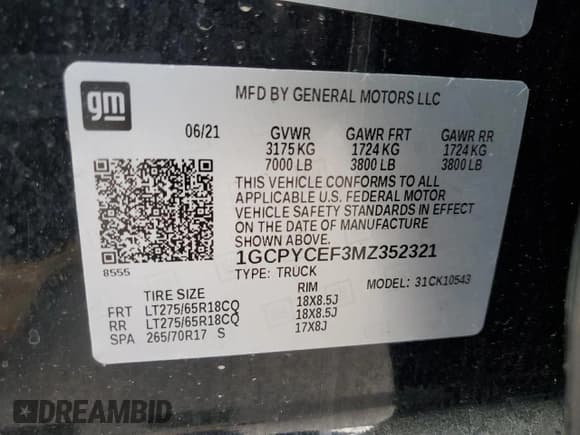 gm
MFD BY GENERAL MOTORS LLC
06/21 GVWR GAWR FRT GAWR RR
3175 KG 1724 KG 1724 KG
7000 LB 3800 LB 3800 LB
THIS VEHICLE CONFORMS TO ALL
APPLICABLE U.S. FEDERAL MOTOR
VEHICLE SAFETY STANDARDS IN EFFECT
ON THE DATE OF MANUFACTURE
SHOWN ABOVE.
1GCPYCEF3MZ352321
8555
TYPE: TRUCK MODEL: 31CK10543
TIRE SIZE RIM
FRT LT275/65R18CQ 18X8.5J
RR LT275/65R18CQ 18X8.5J
SPA 265/70R17 S 17X8J
DREAMBID